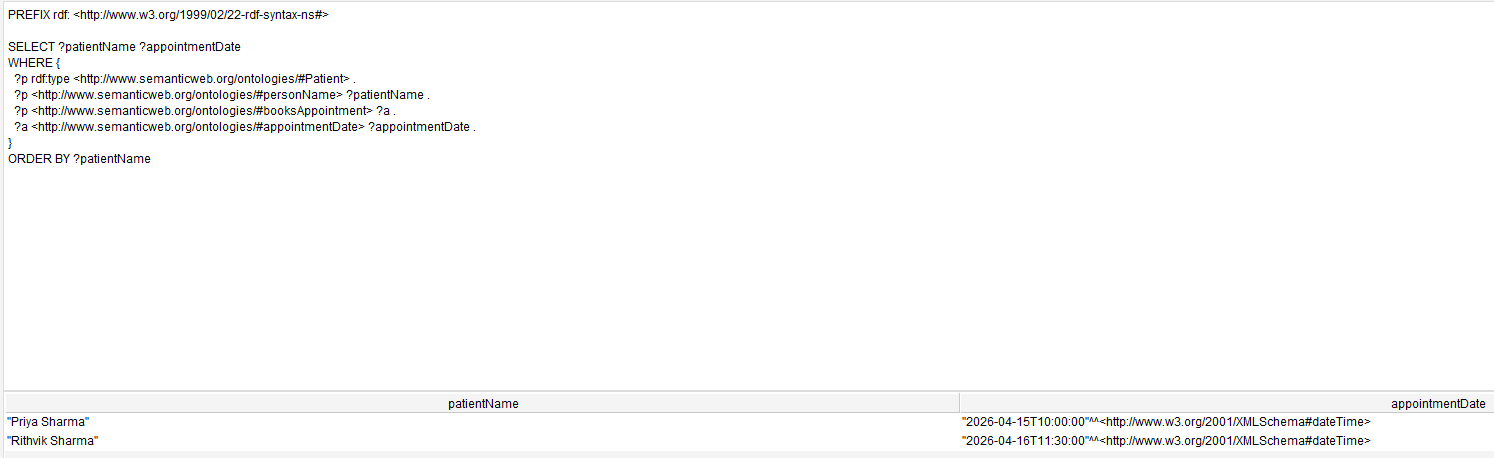 PREFIX rdf: <http://www.w3.org/1999/02/22-rdf-syntax-ns#>
SELECT ?patientName ?appointmentDate
WHERE {
?p rdf:type <http://www.semanticweb.org/ontologies/#Patient> .
?p <http://www.semanticweb.org/ontologies/#personName> ?patientName .
?p <http://www.semanticweb.org/ontologies/#booksAppointment> ?a .
?a <http://www.semanticweb.org/ontologies/#appointmentDate> ?appointmentDate .
}
ORDER BY ?patientName
patientName appointmentDate
"Priya Sharma" "2026-04-15T10:00:00"^^<http://www.w3.org/2001/XMLSchema#dateTime>
"Rithvik Sharma" "2026-04-16T11:30:00"^^<http://www.w3.org/2001/XMLSchema#dateTime>